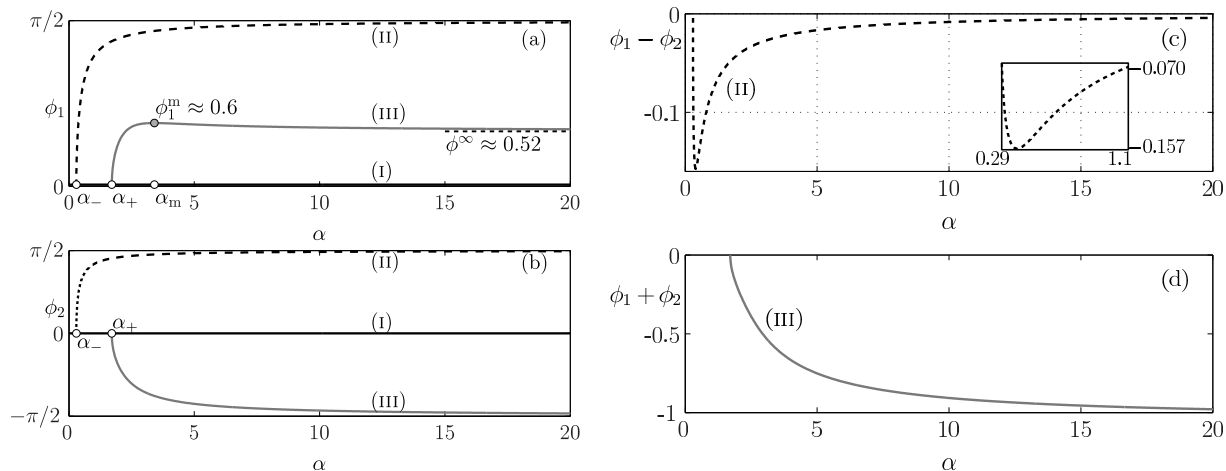 π/2
(II)
(a)
ϕ₁
ϕ₁ᵐ ≈ 0.6
(III)
ϕ^∞ ≈ 0.52
(I)
0
0 α₋ α₊ αₘ 5 10 15 20
α
π/2
(II)
(b)
ϕ₂
α₊
(I)
0
α₋
(III)
−π/2
0 5 10 15 20
α
0
ϕ₁ − ϕ₂
(c)
(II)
-0.1
−0.070
−0.157
0.29 1.1
0 5 10 15 20
α
0
ϕ₁ + ϕ₂
(d)
(III)
-0.5
-1
0 5 10 15 20
α